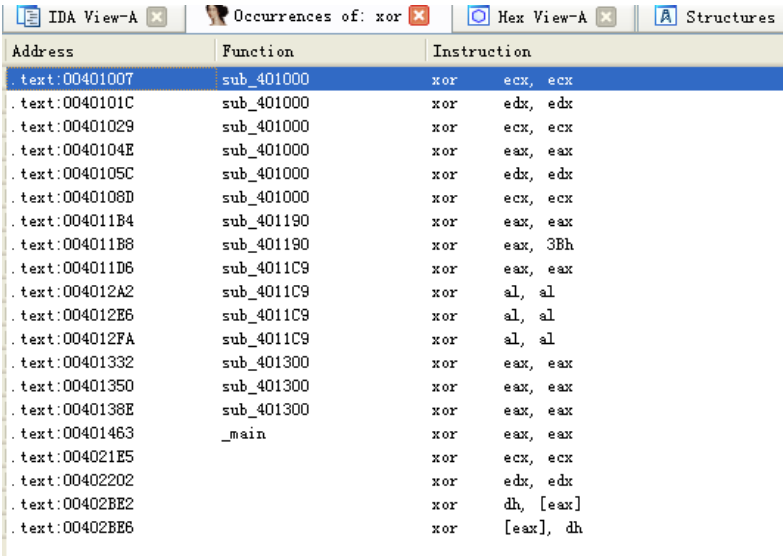 IDA View-A Occurrences of: xor Hex View-A Structures
Address Function Instruction
.text:00401007 sub_401000 xor ecx, ecx
.text:0040101C sub_401000 xor edx, edx
.text:00401029 sub_401000 xor ecx, ecx
.text:0040104E sub_401000 xor eax, eax
.text:0040105C sub_401000 xor edx, edx
.text:0040108D sub_401000 xor ecx, ecx
.text:004011B4 sub_401190 xor eax, eax
.text:004011B8 sub_401190 xor eax, 3Bh
.text:004011D6 sub_4011C9 xor eax, eax
.text:004012A2 sub_4011C9 xor al, al
.text:004012E6 sub_4011C9 xor al, al
.text:004012FA sub_4011C9 xor al, al
.text:00401332 sub_401300 xor eax, eax
.text:00401350 sub_401300 xor eax, eax
.text:0040138E sub_401300 xor eax, eax
.text:00401463 _main xor eax, eax
.text:004021E5 xor ecx, ecx
.text:00402202 xor edx, edx
.text:00402BE2 xor dh, [eax]
.text:00402BE6 xor [eax], dh